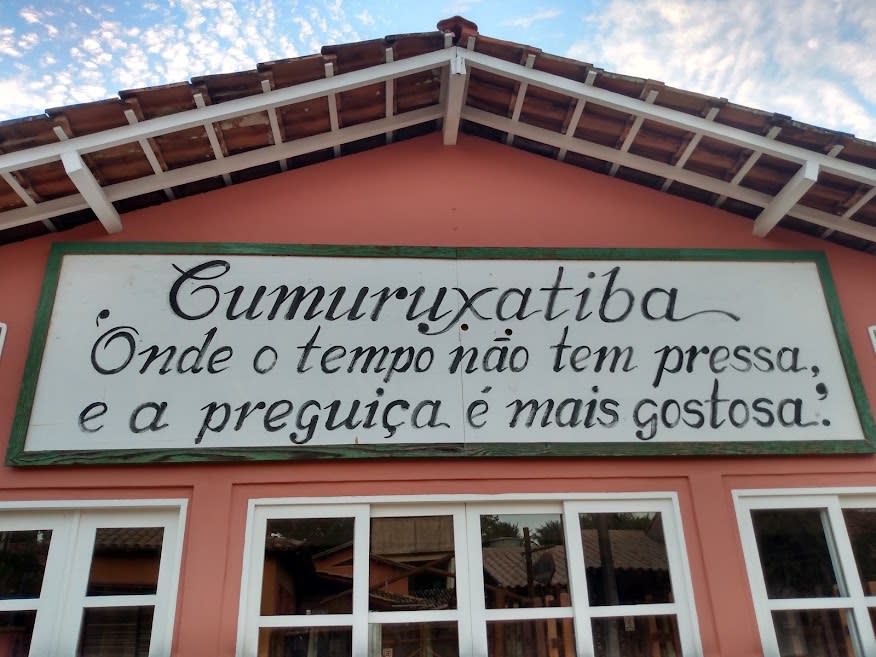 Cumuruxatiba
"Onde o tempo não tem pressa,
e a preguiça é mais gostosa".